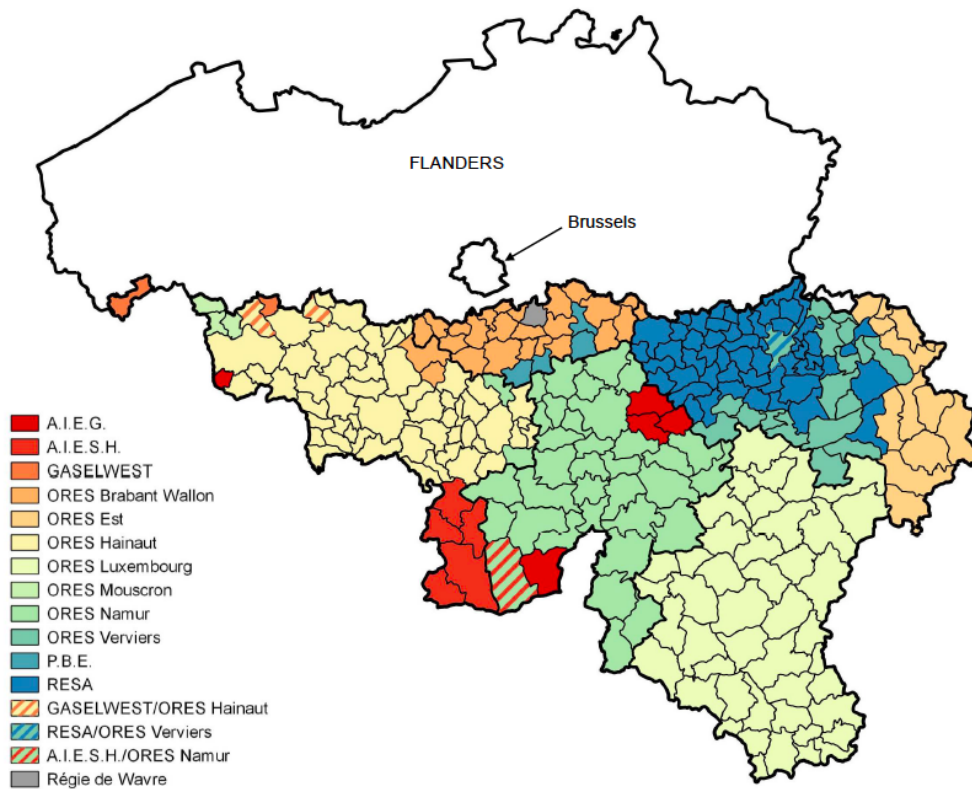 FLANDERS
Brussels
A.I.E.G.
A.I.E.S.H.
GASELWEST
ORES Brabant Wallon
ORES Est
ORES Hainaut
ORES Luxembourg
ORES Mouscron
ORES Namur
ORES Verviers
P.B.E.
RESA
GASELWEST/ORES Hainaut
RESA/ORES Verviers
A.I.E.S.H./ORES Namur
Régie de Wavre